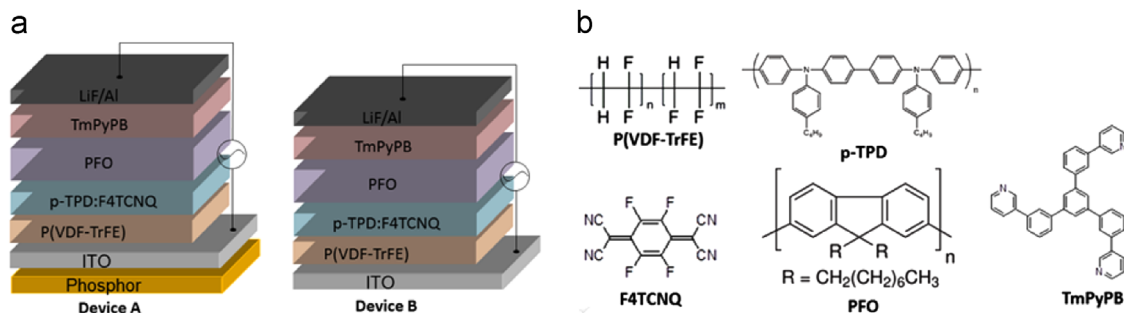 a
LiF/Al
TmPyPB
PFO
p-TPD:F4TCNQ
P(VDF-TrFE)
ITO
Phosphor
Device A
LiF/Al
TmPyPB
PFO
p-TPD:F4TCNQ
P(VDF-TrFE)
ITO
Device B
b
H F H F
n m
H F F F
P(VDF-TrFE)
N N
n
C₄H₉ C₄H₉
p-TPD
NC F F CN
NC F F CN
F4TCNQ
R R
n
R = CH₂(CH₂)₆CH₃
PFO
N
N
N
TmPyPB